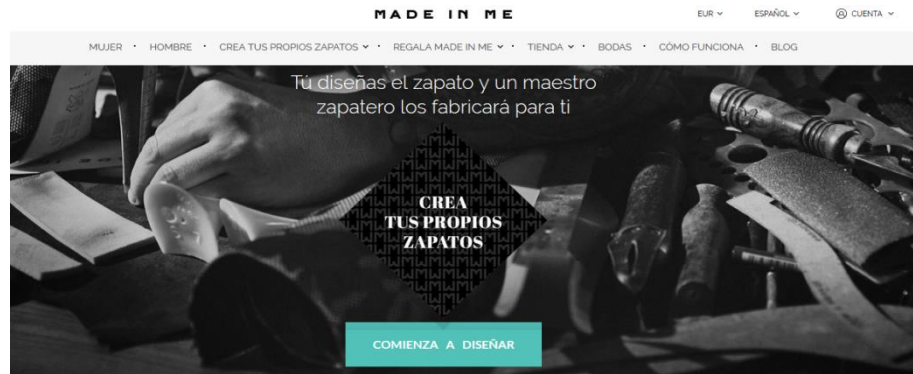 MADE IN ME
EUR ESPAÑOL CUENTA
MUJER · HOMBRE · CREA TUS PROPIOS ZAPATOS · REGALA MADE IN ME · TIENDA · BODAS · CÓMO FUNCIONA · BLOG
Tú diseñas el zapato y un maestro
zapatero los fabricará para ti
CREA
TUS PROPIOS
ZAPATOS
COMIENZA A DISEÑAR